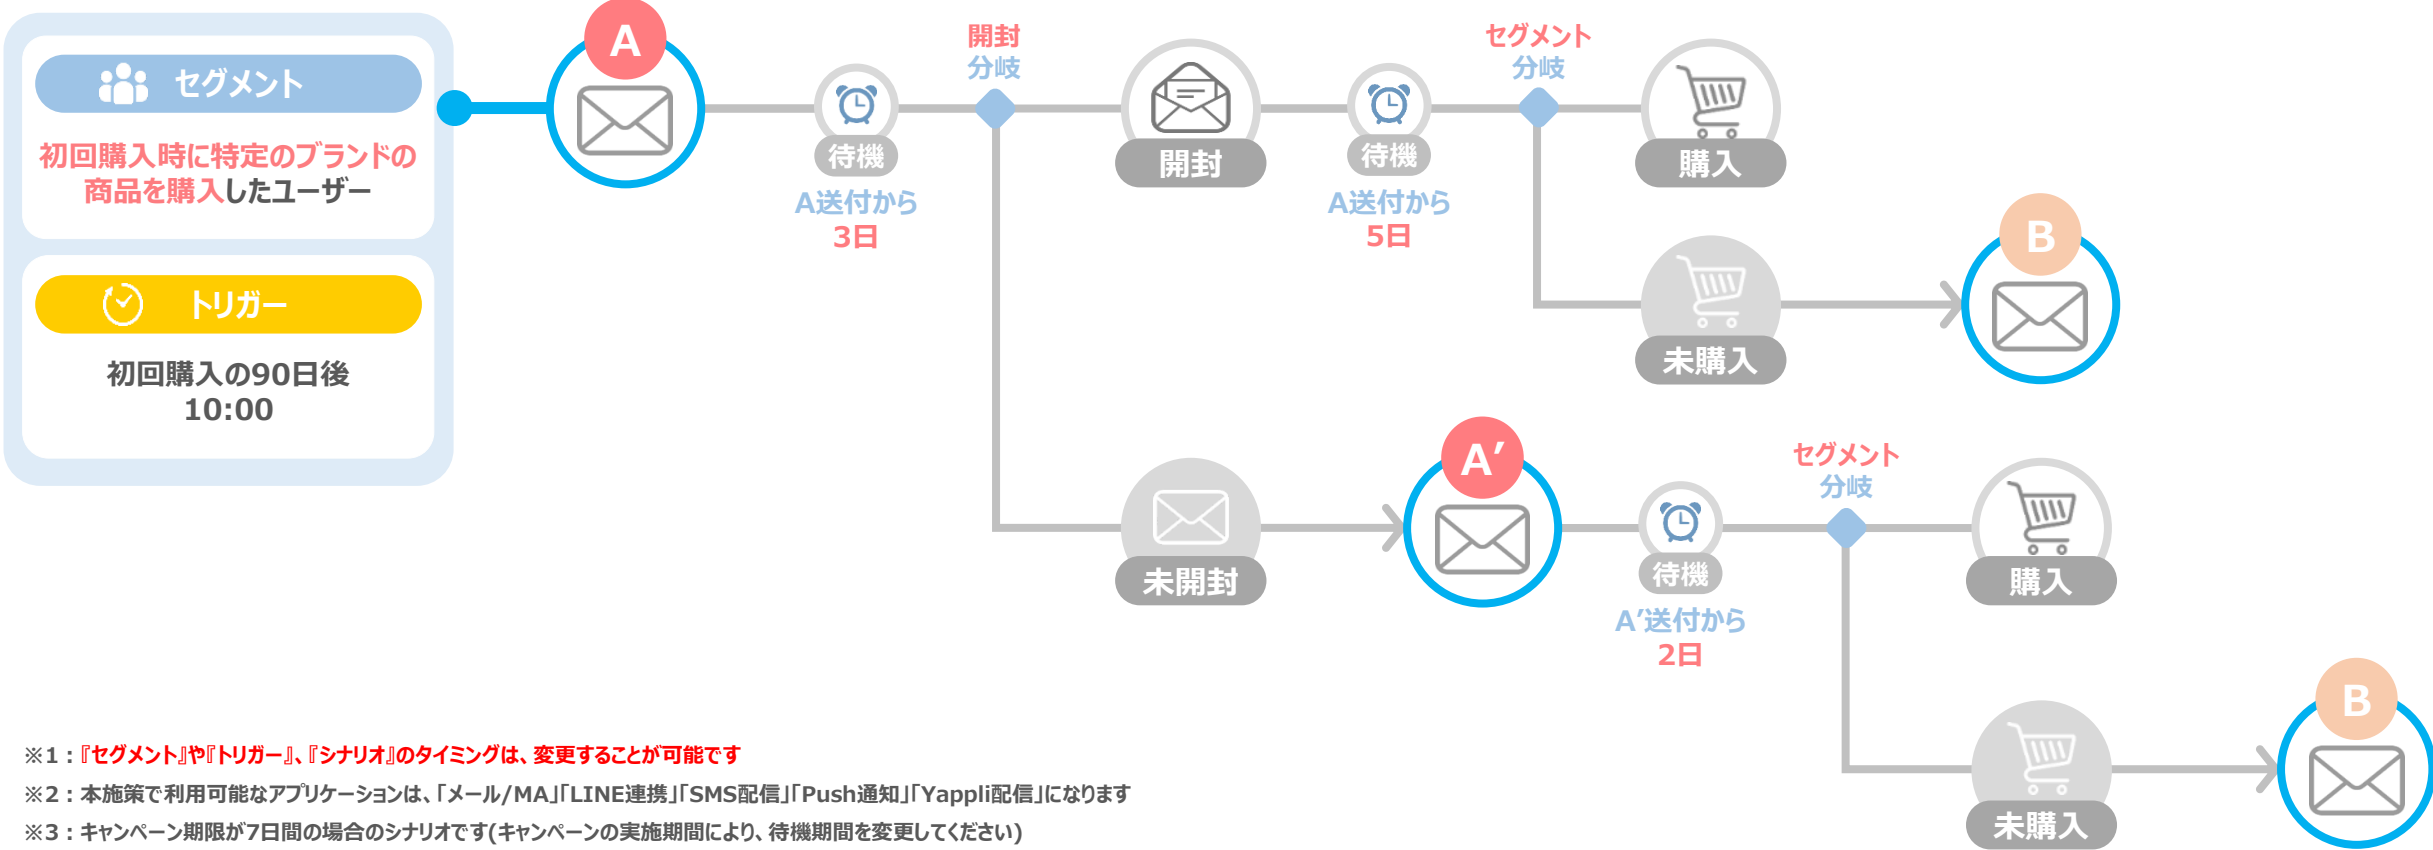 セグメント
初回購入時に特定のブランドの
商品を購入したユーザー
トリガー
初回購入の90日後
10:00
A
待機
A送付から
3日
開封
分岐
開封
待機
A送付から
5日
セグメント
分岐
購入
未購入
B
未開封
A′
待機
A′送付から
2日
セグメント
分岐
購入
未購入
B
※1：『セグメント』や『トリガー』、『シナリオ』のタイミングは、変更することが可能です
※2：本施策で利用可能なアプリケーションは、「メール/MA」「LINE連携」「SMS配信」「Push通知」「Yappli配信」になります
※3：キャンペーン期限が7日間の場合のシナリオです(キャンペーンの実施期間により、待機期間を変更してください)